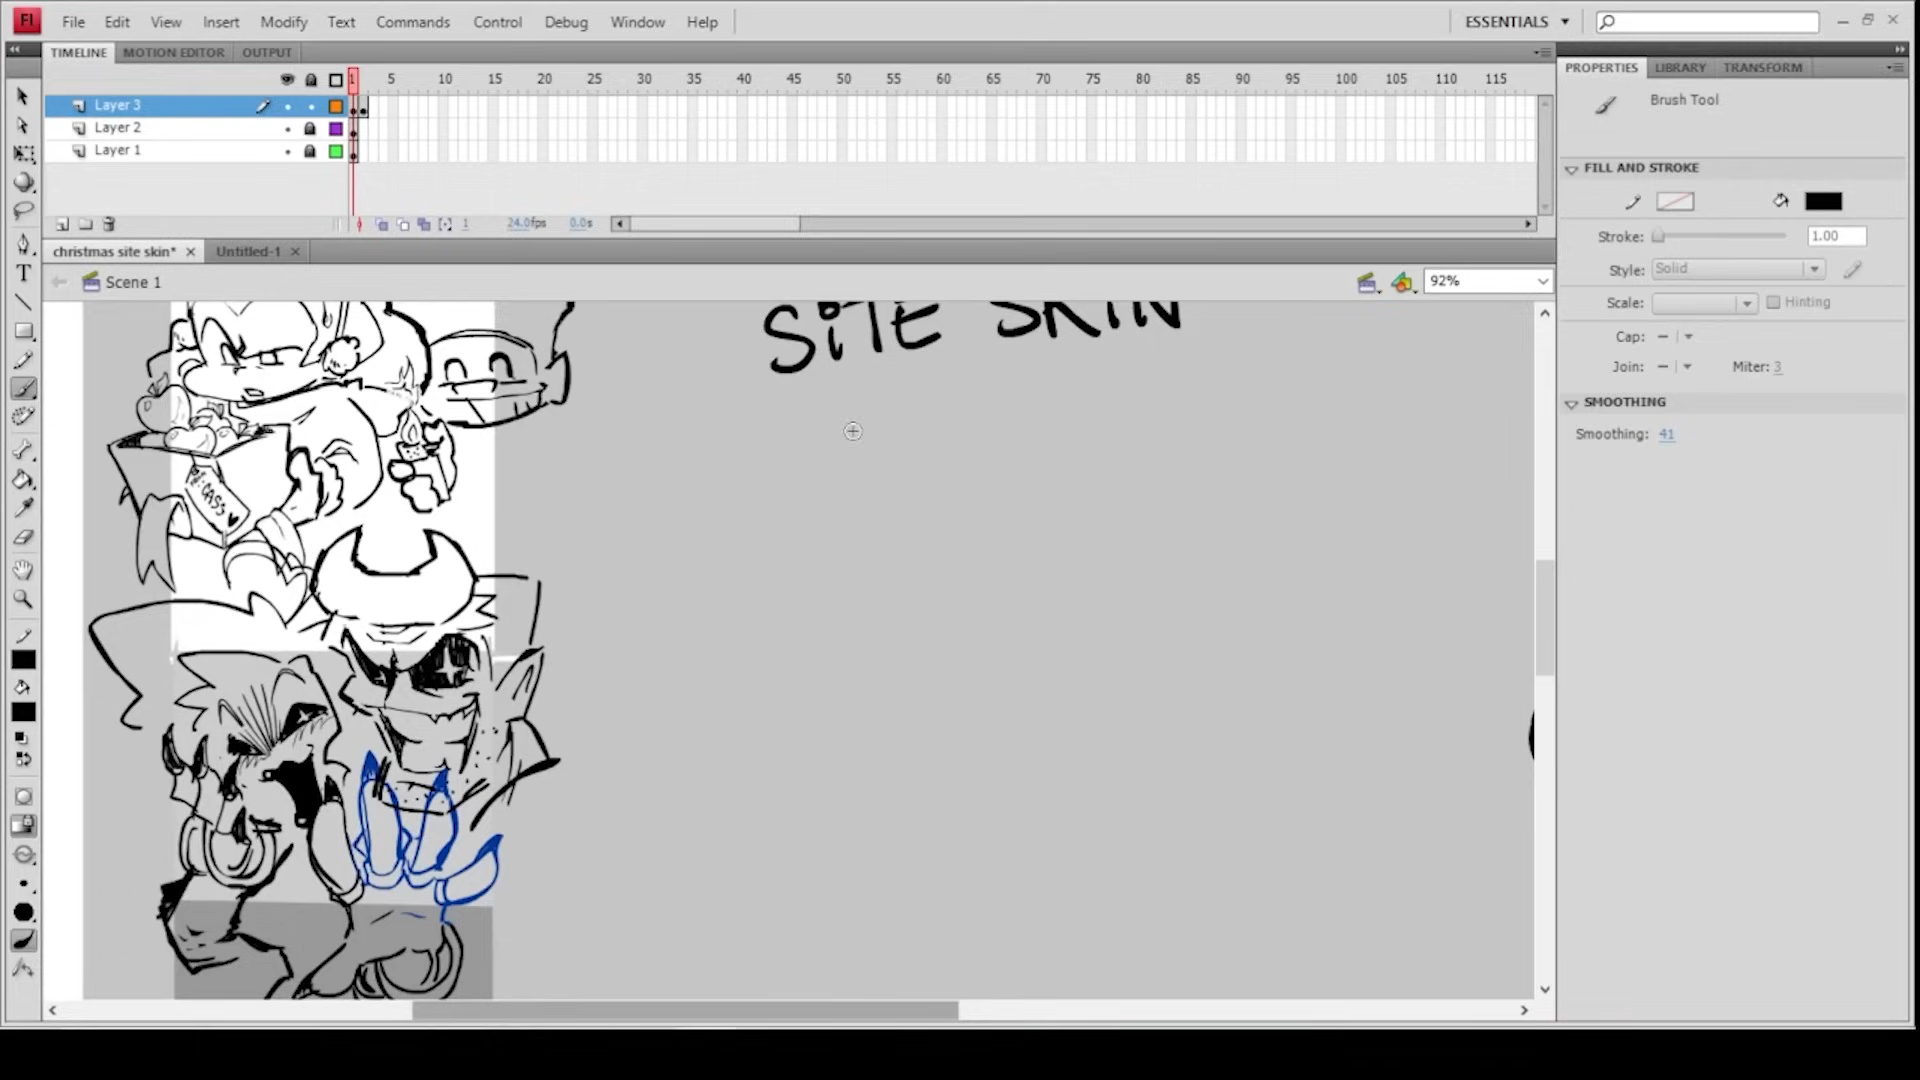 Fl File Edit View Insert Modify Text Commands Control Debug Window Help ESSENTIALS
TIMELINE MOTION EDITOR OUTPUT
1 5 10 15 20 25 30 35 40 45 50 55 60 65 70 75 80 85 90 95 100 105 110 115
Layer 3
Layer 2
Layer 1
1 24.0fps 0.0s
christmas site skin* Untitled-1
Scene 1 92%
SiTE SKIN
CASS
PROPERTIES LIBRARY TRANSFORM
Brush Tool
FILL AND STROKE
Stroke: 1.00
Style: Solid
Scale: Hinting
Cap:
Join: Miter: 3
SMOOTHING
Smoothing: 41